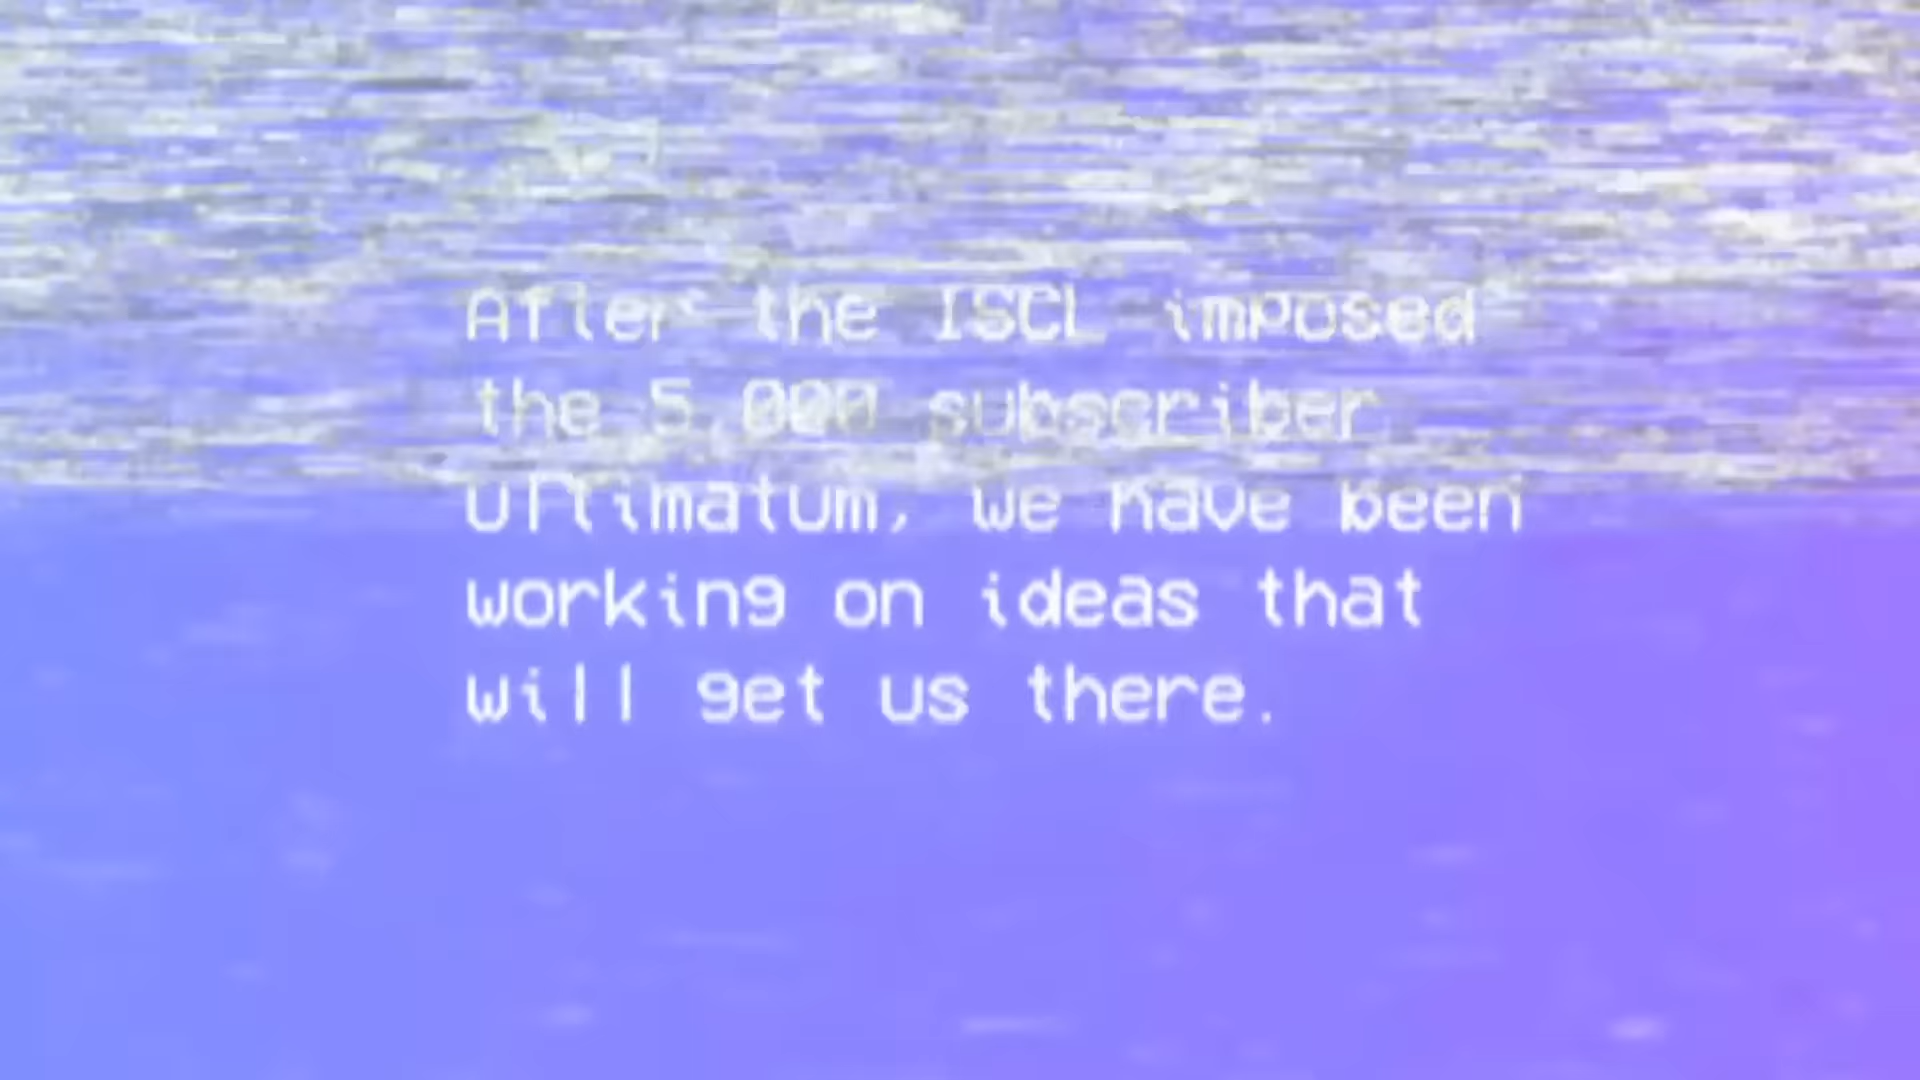 After the ISCL imposed
the 5,000 subscriber
Ultimatum, we have been
working on ideas that
will get us there.